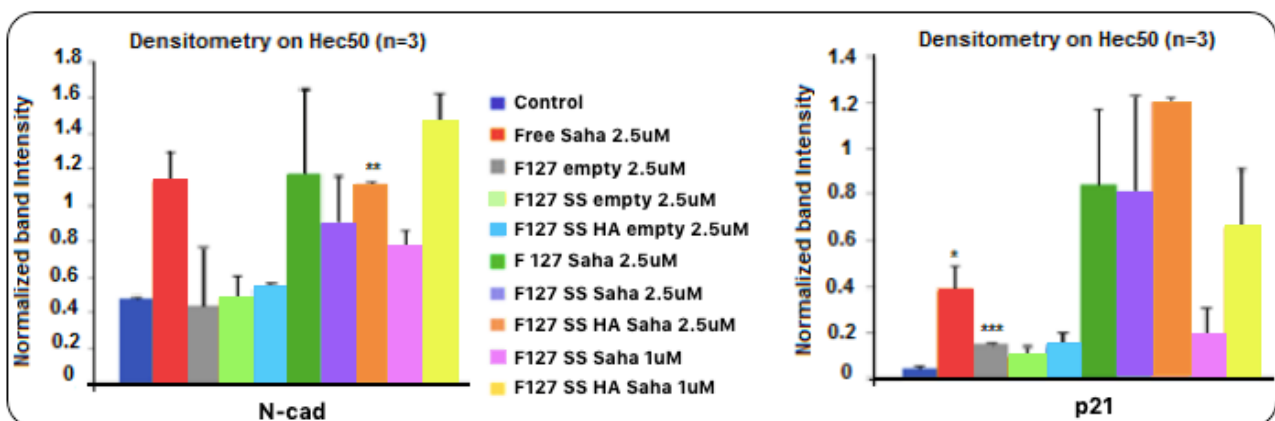 Densitometry on Hec50 (n=3)
Normalized band Intensity
1.8
1.6
1.4
1.2
1
0.8
0.6
0.4
0.2
0
**
N-cad
Control
Free Saha 2.5uM
F127 empty 2.5uM
F127 SS empty 2.5uM
F127 SS HA empty 2.5uM
F 127 Saha 2.5uM
F127 SS Saha 2.5uM
F127 SS HA Saha 2.5uM
F127 SS Saha 1uM
F127 SS HA Saha 1uM
Densitometry on Hec50 (n=3)
Normalized band Intensity
1.4
1.2
1
0.8
0.6
0.4
0.2
0
*
***
p21